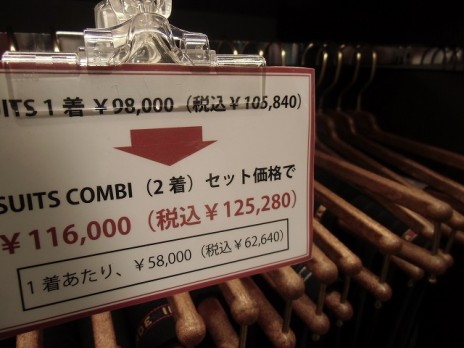 UITS 1 着 ￥98,000（税込￥105,840）
SUITS COMBI（2 着）セット価格で
￥116,000（税込￥125,280）
1 着あたり、￥58,000（税込￥62,640）